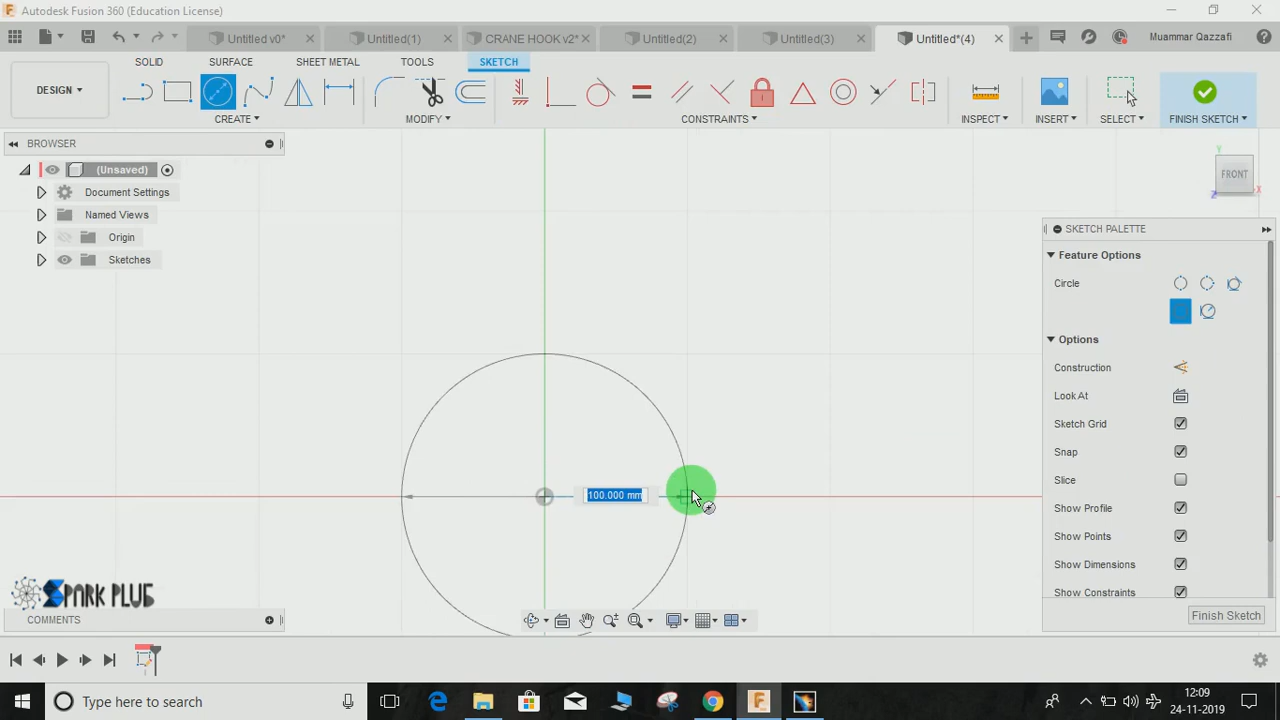 Autodesk Fusion 360 (Education License)
Untitled v0*
Untitled(1)
CRANE HOOK v2*
Untitled(2)
Untitled(3)
Untitled*(4)
Muammar Qazzafi
DESIGN
SOLID
SURFACE
SHEET METAL
TOOLS
SKETCH
CREATE
MODIFY
CONSTRAINTS
INSPECT
INSERT
SELECT
FINISH SKETCH
BROWSER
(Unsaved)
Document Settings
Named Views
Origin
Sketches
Y
FRONT
X
Z
SKETCH PALETTE
Feature Options
Circle
Options
Construction
Look At
Sketch Grid
Snap
Slice
Show Profile
Show Points
Show Dimensions
Show Constraints
Finish Sketch
100.000 mm
SPARK PLUG
COMMENTS
Type here to search
12:09
24-11-2019